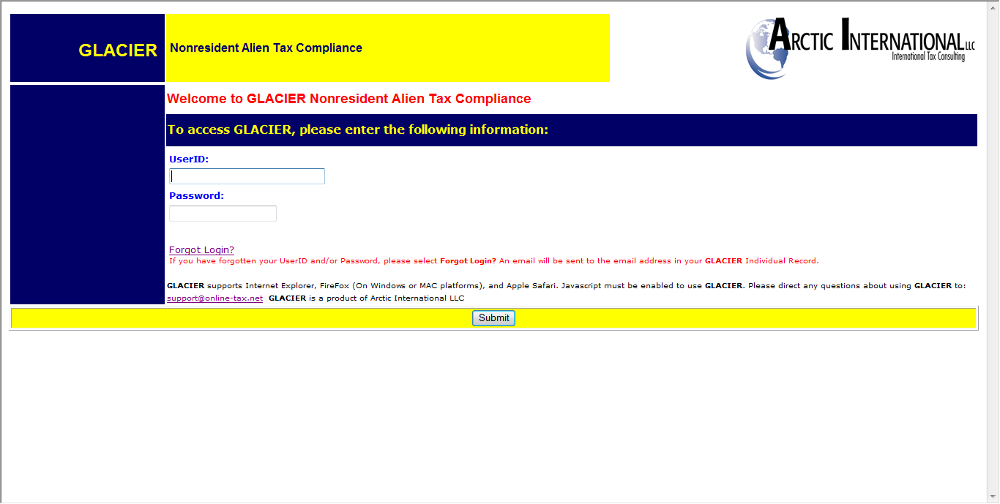 GLACIER
Nonresident Alien Tax Compliance
ARCTIC INTERNATIONAL LLC
International Tax Consulting
Welcome to GLACIER Nonresident Alien Tax Compliance
To access GLACIER, please enter the following information:
UserID:
Password:
Forgot Login?
If you have forgotten your UserID and/or Password, please select Forgot Login? An email will be sent to the email address in your GLACIER Individual Record.
GLACIER supports Internet Explorer, FireFox (On Windows or MAC platforms), and Apple Safari. Javascript must be enabled to use GLACIER. Please direct any questions about using GLACIER to:
support@online-tax.net GLACIER is a product of Arctic International LLC
Submit